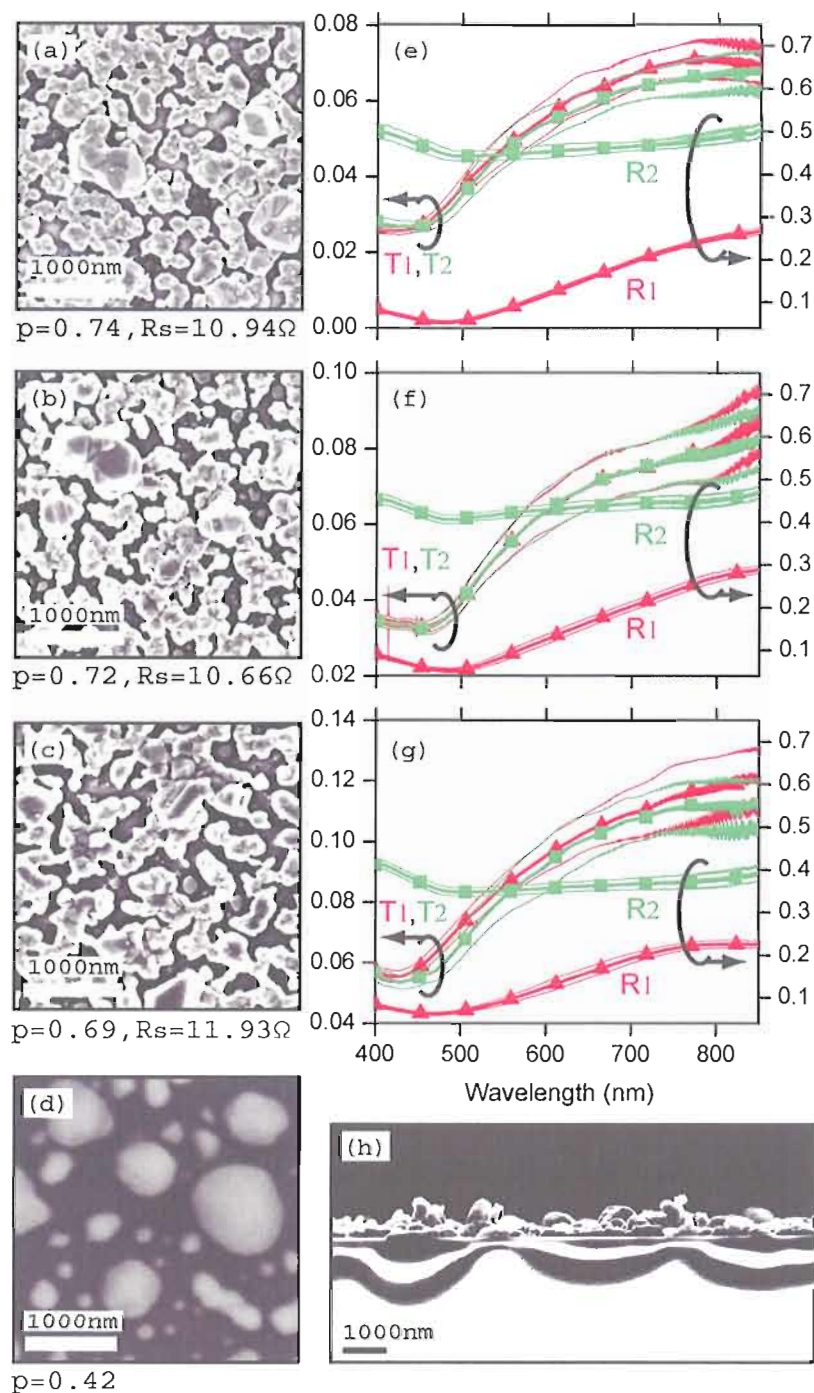 (a)
1000nm
p=0.74,Rs=10.94Ω
(b)
1000nm
p=0.72,Rs=10.66Ω
(c)
1000nm
p=0.69,Rs=11.93Ω
(d)
1000nm
p=0.42
0.08
0.06
0.04
0.02
0.00
(e)
T1,T2
R2
R1
0.7
0.6
0.5
0.4
0.3
0.2
0.1
0.10
0.08
0.06
0.04
0.02
(f)
T1,T2
R2
R1
0.7
0.6
0.5
0.4
0.3
0.2
0.1
0.14
0.12
0.10
0.08
0.06
0.04
(g)
T1,T2
R2
R1
0.7
0.6
0.5
0.4
0.3
0.2
0.1
400 500 600 700 800
Wavelength (nm)
(h)
1000nm